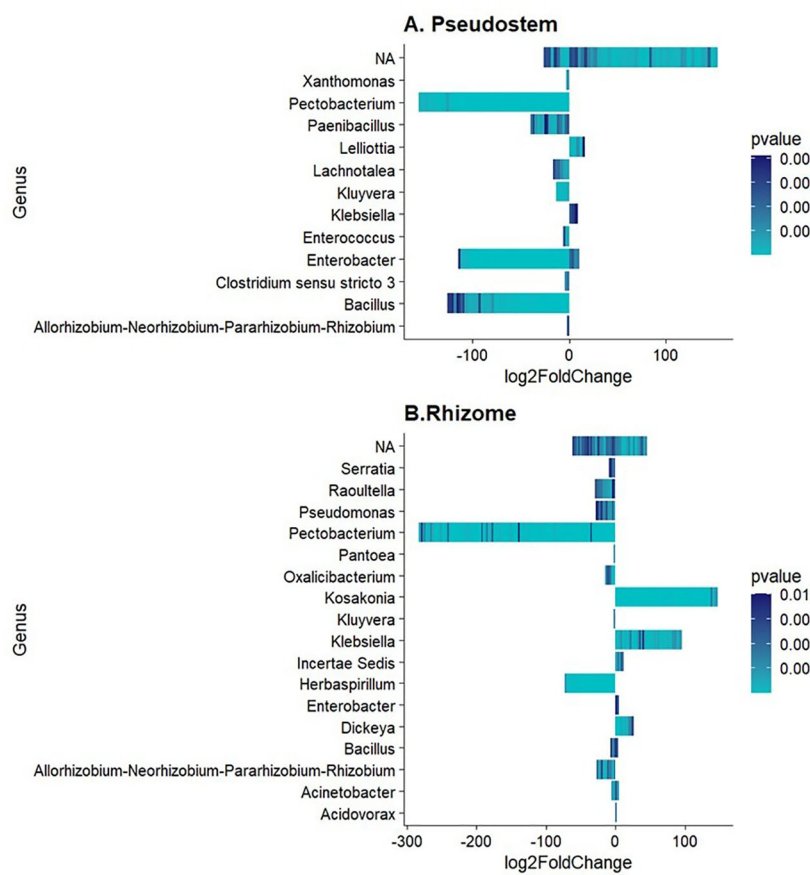 A. Pseudostem
NA
Xanthomonas
Pectobacterium
Paenibacillus
Lelliottia
Lachnotalea
Kluyvera
Klebsiella
Enterococcus
Enterobacter
Clostridium sensu stricto 3
Bacillus
Allorhizobium-Neorhizobium-Pararhizobium-Rhizobium
Genus
-100 0 100
log2FoldChange
pvalue
0.00
0.00
0.00
0.00
B.Rhizome
NA
Serratia
Raoultella
Pseudomonas
Pectobacterium
Pantoea
Oxalicibacterium
Kosakonia
Kluyvera
Klebsiella
Incertae Sedis
Herbaspirillum
Enterobacter
Dickeya
Bacillus
Allorhizobium-Neorhizobium-Pararhizobium-Rhizobium
Acinetobacter
Acidovorax
Genus
-300 -200 -100 0 100
log2FoldChange
pvalue
0.01
0.00
0.00
0.00